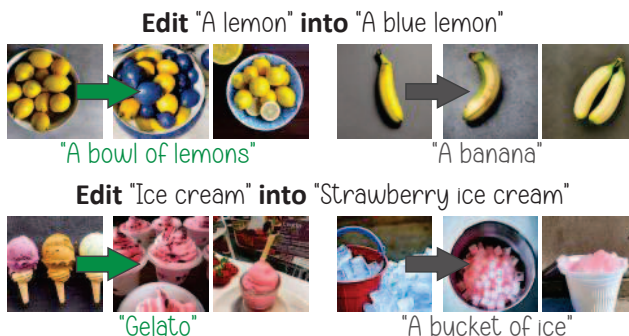 Edit "A lemon" into "A blue lemon"
"A bowl of lemons"
"A banana"
Edit "Ice cream" into "Strawberry ice cream"
"Gelato"
"A bucket of ice"